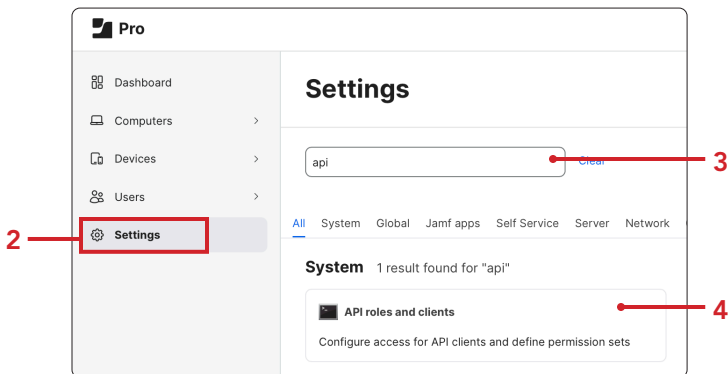 Pro
Dashboard
Computers
Devices
Users
2
Settings
Settings
api
Clear
3
All System Global Jamf apps Self Service Server Network
System 1 result found for "api"
API roles and clients
4
Configure access for API clients and define permission sets